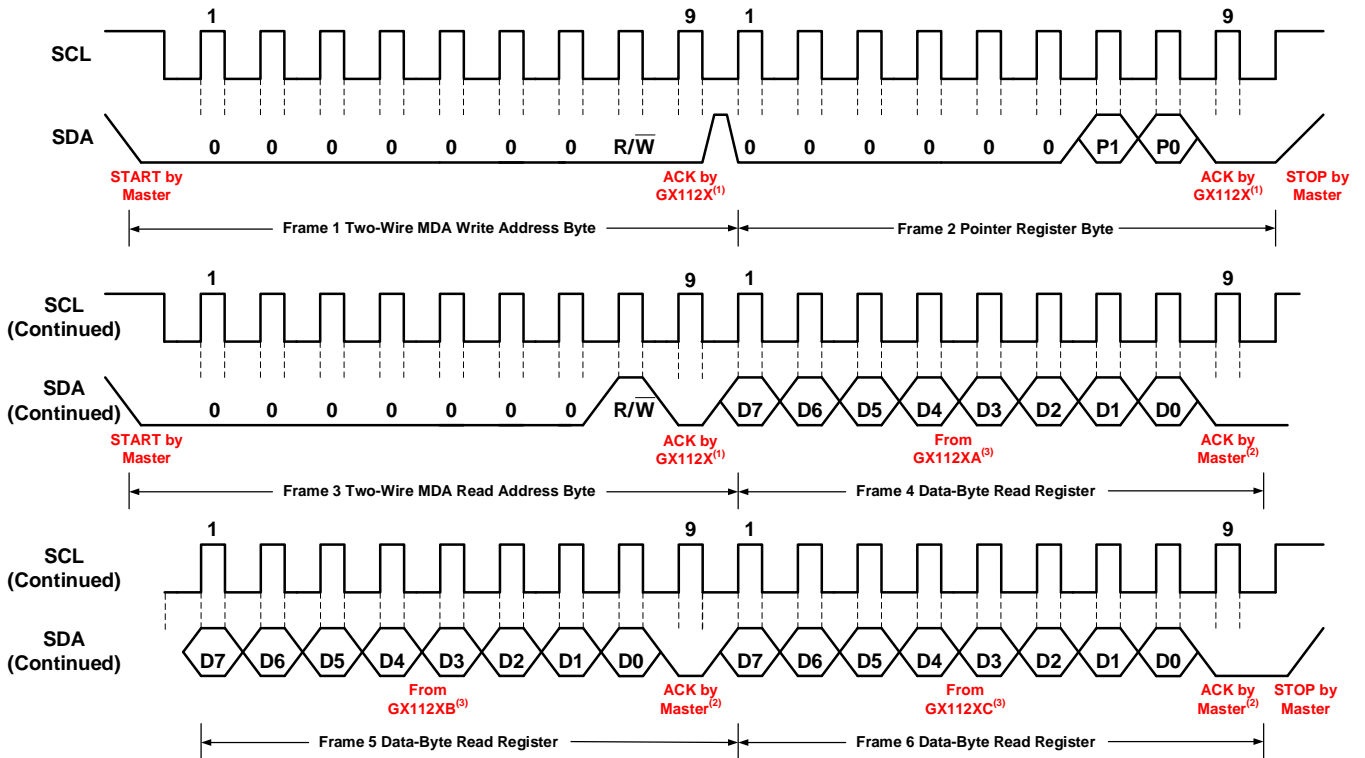 1 9 1 9
SCL
SDA
0 0 0 0 0 0 0 R/W̅ 0 0 0 0 0 0 P1 P0
START by Master
ACK by GX112X(1)
ACK by GX112X(1)
STOP by Master
Frame 1 Two-Wire MDA Write Address Byte
Frame 2 Pointer Register Byte
1 9 1 9
SCL
(Continued)
SDA
(Continued)
0 0 0 0 0 0 0 R/W̅ D7 D6 D5 D4 D3 D2 D1 D0
START by Master
ACK by GX112X(1)
From GX112XA(3)
ACK by Master(2)
Frame 3 Two-Wire MDA Read Address Byte
Frame 4 Data-Byte Read Register
1 9 1 9
SCL
(Continued)
SDA
(Continued)
D7 D6 D5 D4 D3 D2 D1 D0 D7 D6 D5 D4 D3 D2 D1 D0
From GX112XB(3)
ACK by Master(2)
From GX112XC(3)
ACK by Master(2)
STOP by Master
Frame 5 Data-Byte Read Register
Frame 6 Data-Byte Read Register